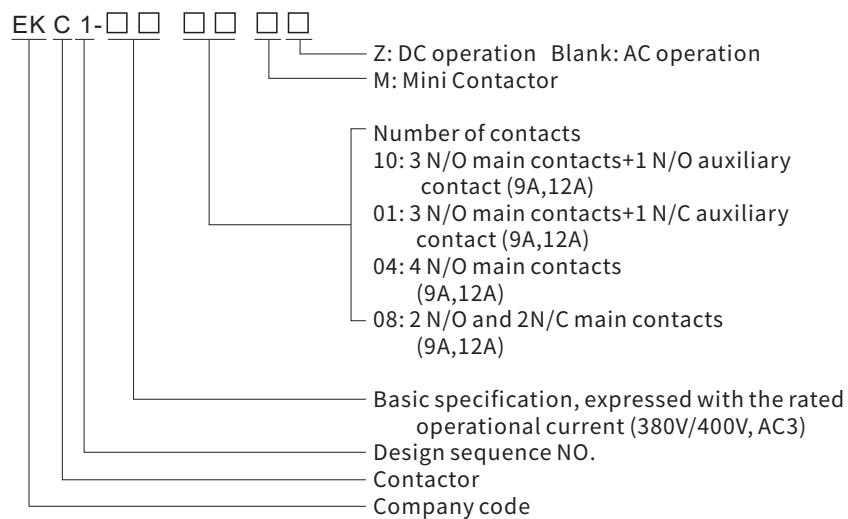 EK C 1-□□ □□ □□
Z: DC operation Blank: AC operation
M: Mini Contactor
Number of contacts
10: 3 N/O main contacts+1 N/O auxiliary
contact (9A,12A)
01: 3 N/O main contacts+1 N/C auxiliary
contact (9A,12A)
04: 4 N/O main contacts
(9A,12A)
08: 2 N/O and 2N/C main contacts
(9A,12A)
Basic specification, expressed with the rated
operational current (380V/400V, AC3)
Design sequence NO.
Contactor
Company code